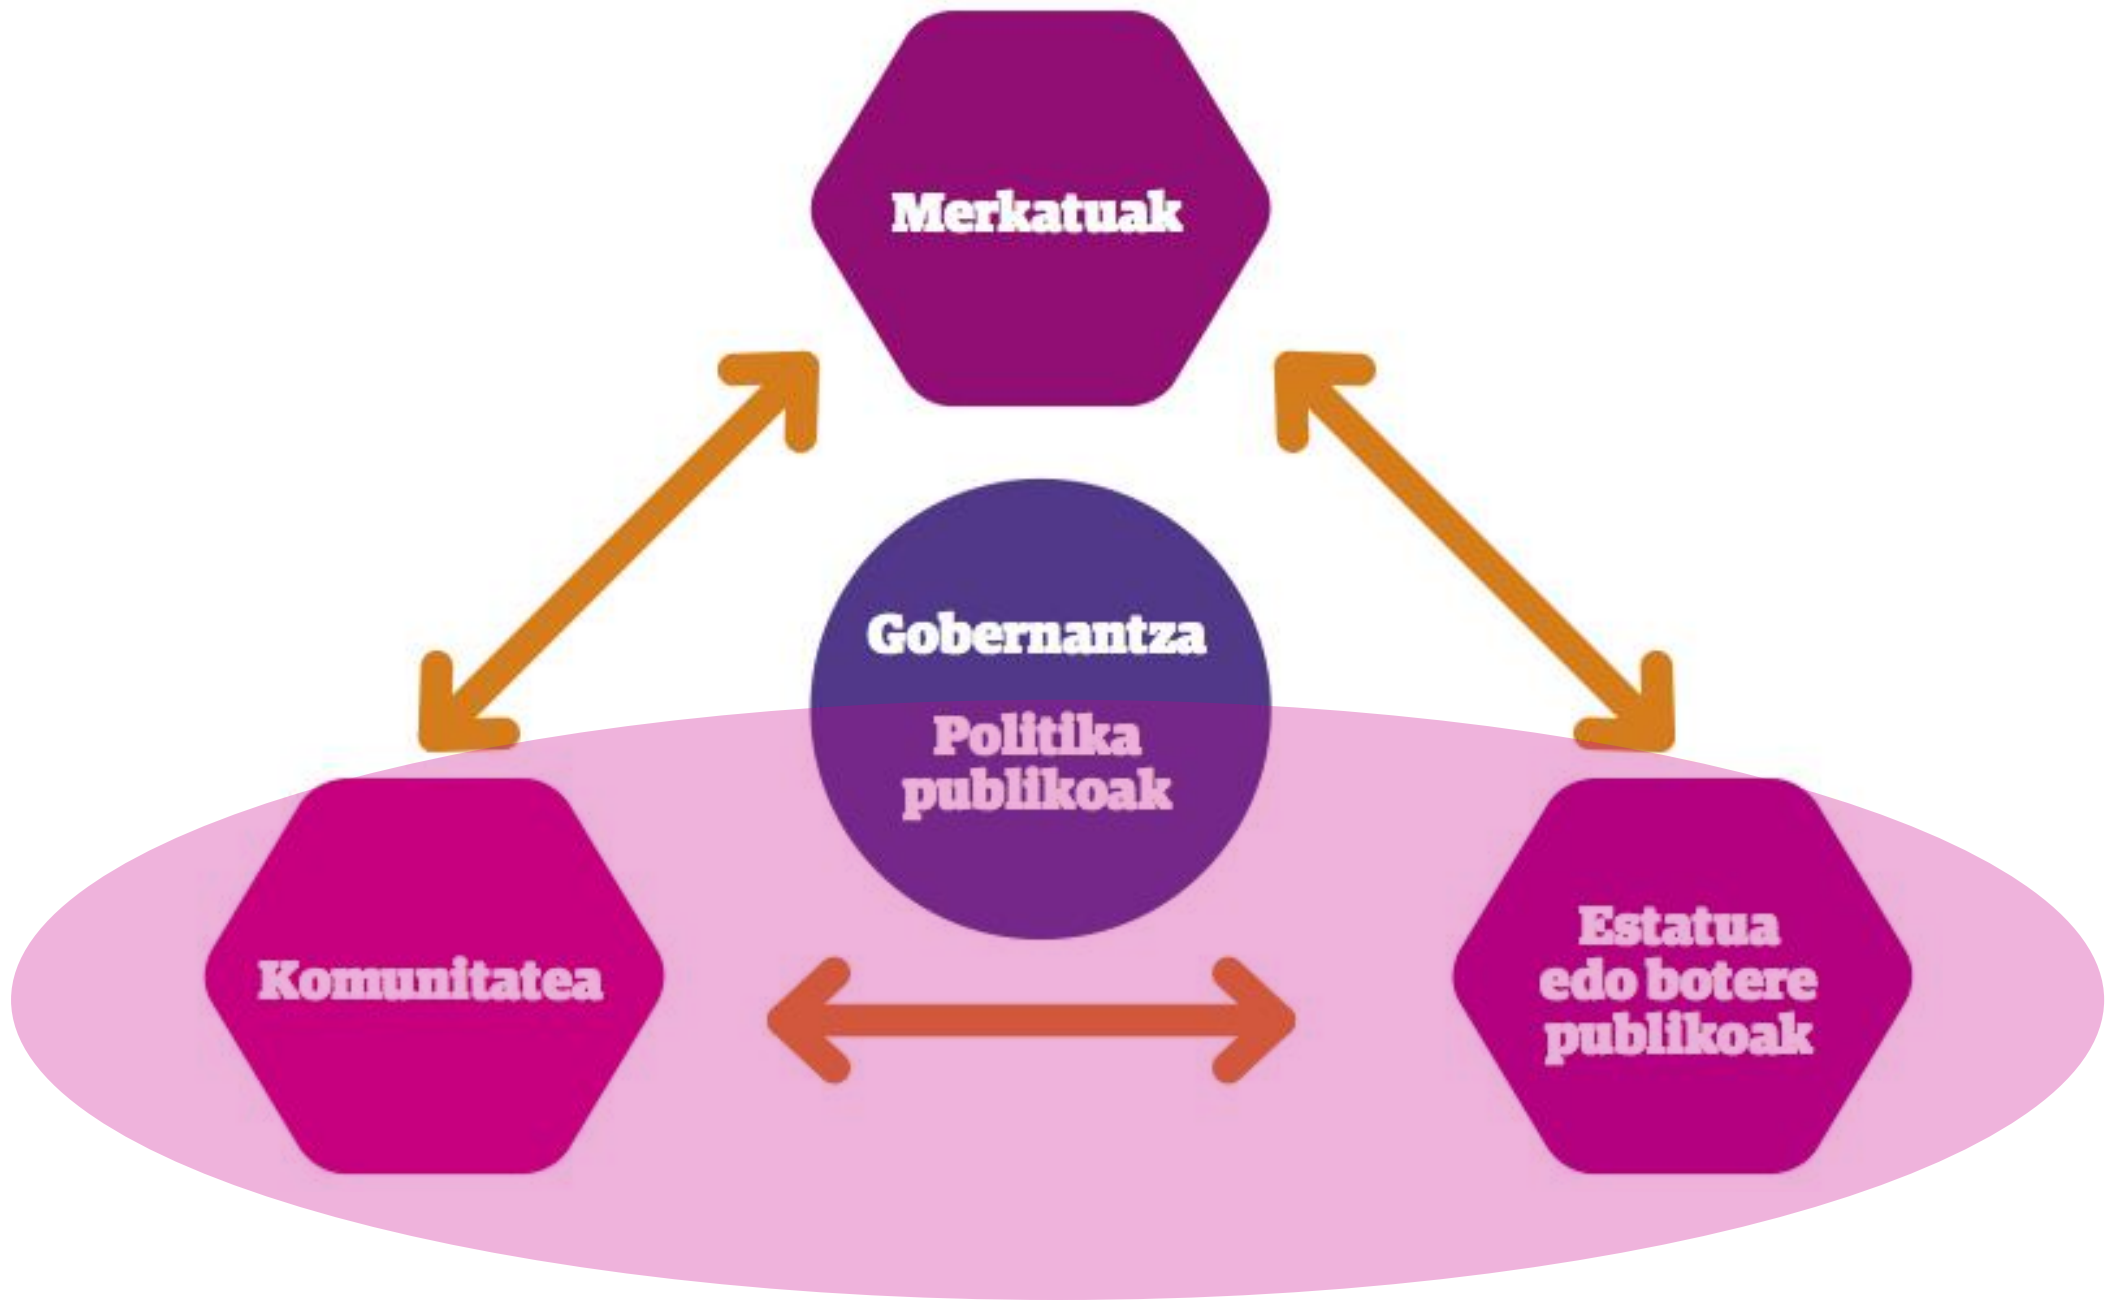 Merkatuak
Gobernantza
Politika
publikoak
Komunitatea
Estatua
edo botere
publikoak